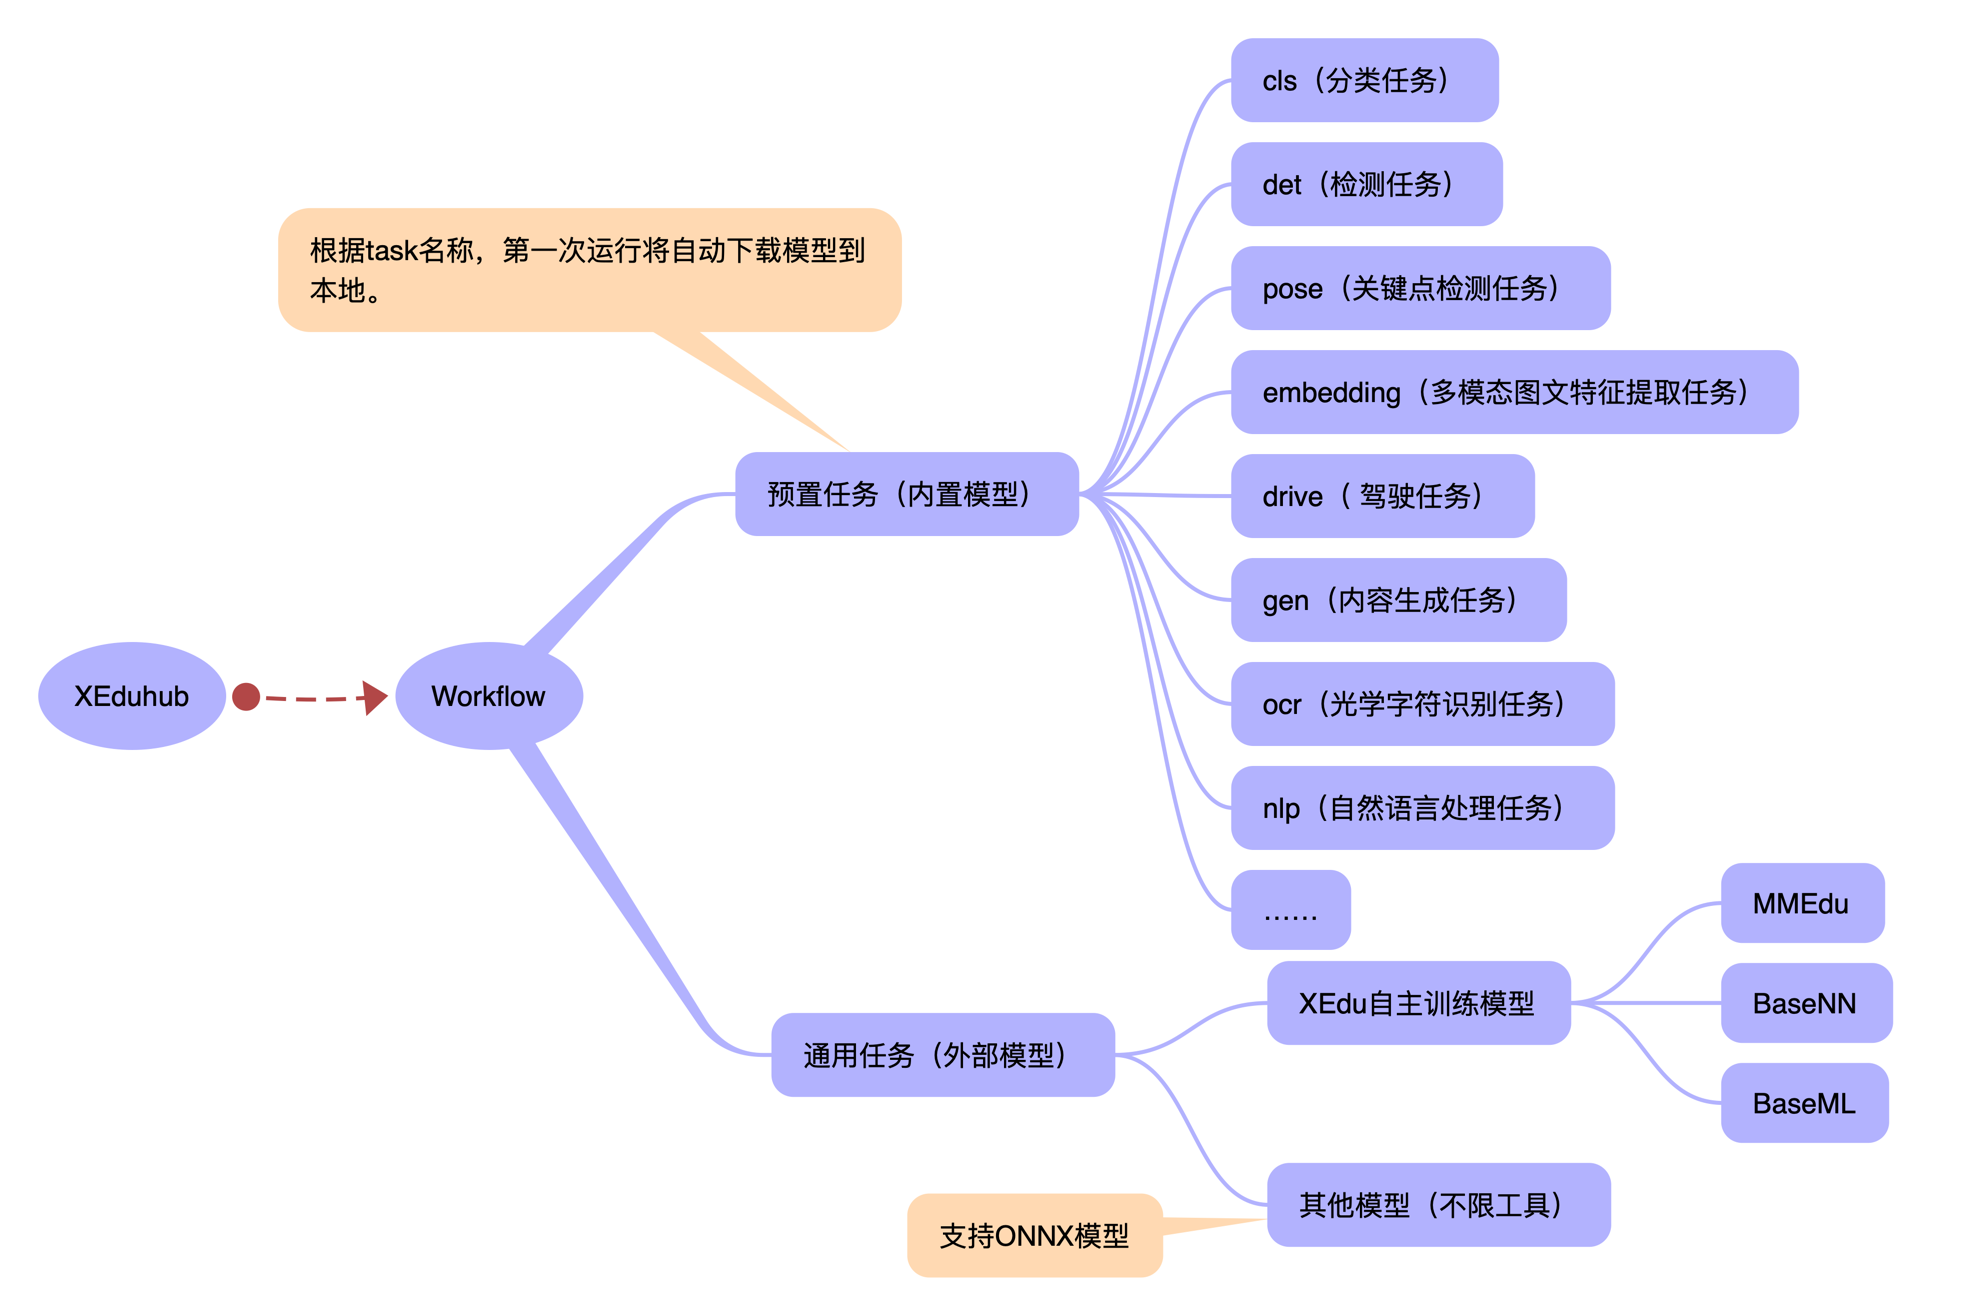 XEduhub
Workflow
根据task名称，第一次运行将自动下载模型到
本地。
预置任务（内置模型）
cls（分类任务）
det（检测任务）
pose（关键点检测任务）
embedding（多模态图文特征提取任务）
drive（ 驾驶任务）
gen（内容生成任务）
ocr（光学字符识别任务）
nlp（自然语言处理任务）
......
通用任务（外部模型）
XEdu自主训练模型
MMEdu
BaseNN
BaseML
其他模型（不限工具）
支持ONNX模型